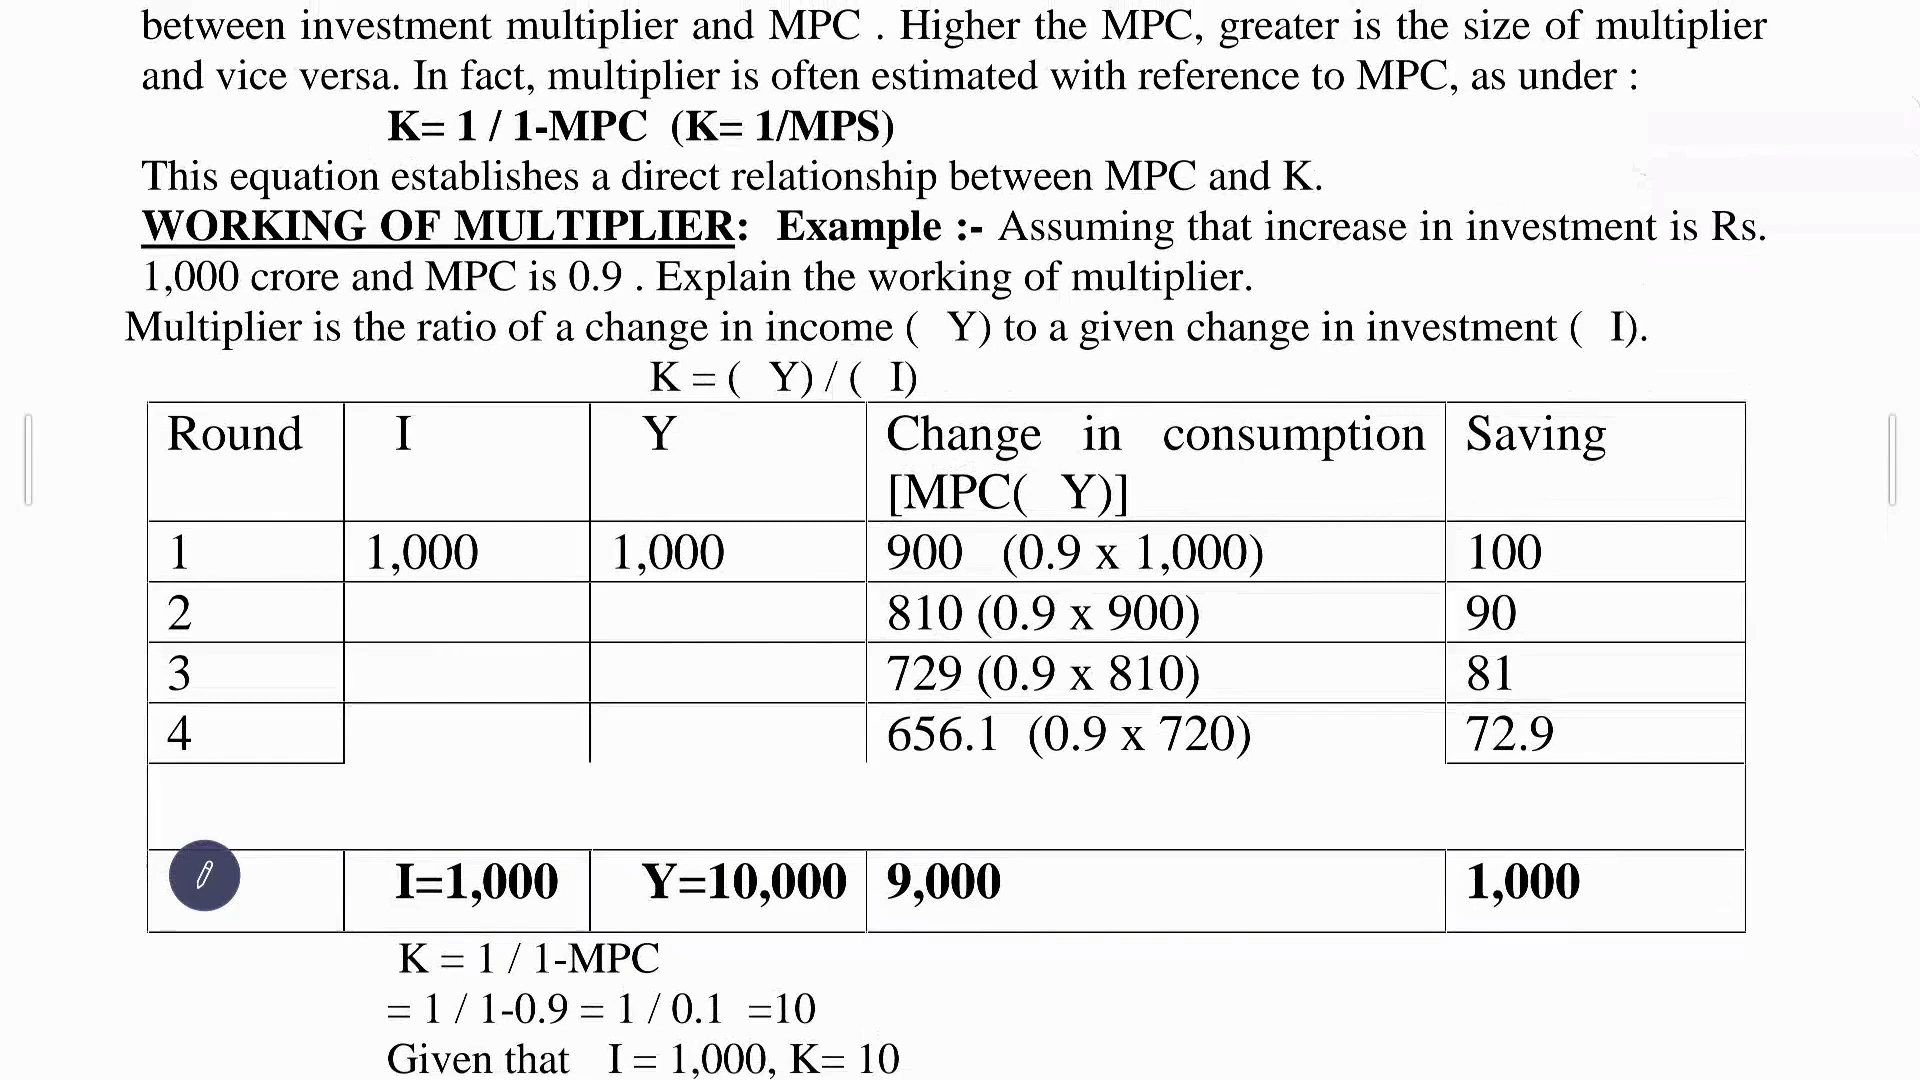 between investment multiplier and MPC . Higher the MPC, greater is the size of multiplier
and vice versa. In fact, multiplier is often estimated with reference to MPC, as under :
K= 1 / 1-MPC (K= 1/MPS)
This equation establishes a direct relationship between MPC and K.
WORKING OF MULTIPLIER: Example :- Assuming that increase in investment is Rs.
1,000 crore and MPC is 0.9 . Explain the working of multiplier.
Multiplier is the ratio of a change in income ( Y) to a given change in investment ( I).
K = ( Y) / ( I)
Round I Y Change in consumption Saving
[MPC( Y)]
1 1,000 1,000 900 (0.9 x 1,000) 100
2 810 (0.9 x 900) 90
3 729 (0.9 x 810) 81
4 656.1 (0.9 x 720) 72.9
I=1,000 Y=10,000 9,000 1,000
K = 1 / 1-MPC
= 1 / 1-0.9 = 1 / 0.1 =10
Given that I = 1,000, K= 10